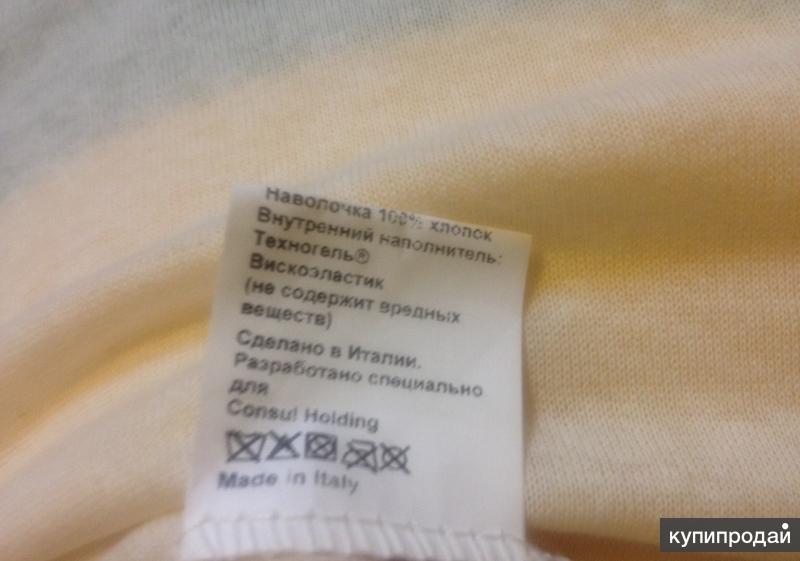 Наволочка 100% хлопок
Внутренний наполнитель:
Техногель®
Вискоэластик
(не содержит вредных
веществ)
Сделано в Италии.
Разработано специально
для
Consul Holding
Made in Italy
купипродай